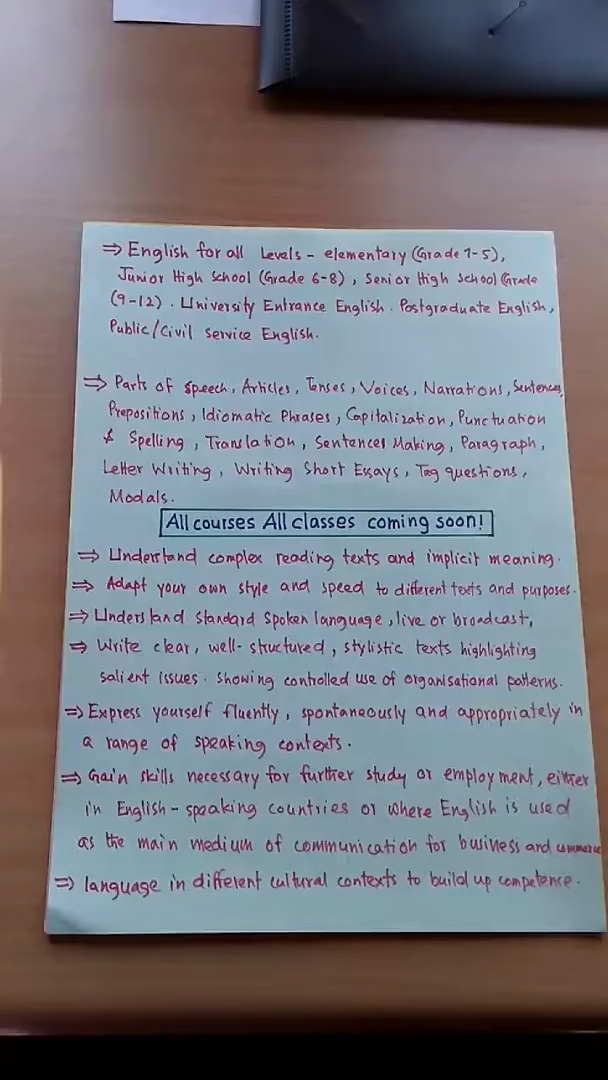 ⇒ English for all Levels - elementary (Grade 1-5),
Junior High School (Grade 6-8), Senior High School (Grade
(9-12). University Entrance English. Postgraduate English,
Public/Civil Service English.
⇒ Parts of speech, Articles, Tenses, Voices, Narrations, Sentences,
Prepositions, Idiomatic Phrases, Capitalization, Punctuation
& Spelling, Translation, Sentences Making, Paragraph,
Letter Writing, Writing Short Essays, Tag questions,
Modals.
All courses All classes coming soon!
⇒ Understand complex reading texts and implicit meaning.
⇒ Adapt your own style and speed to different texts and purposes.
⇒ Understand standard spoken language, live or broadcast,
⇒ Write clear, well-structured, stylistic texts highlighting
salient issues. showing controlled use of organisational patterns.
⇒ Express yourself fluently, spontaneously and appropriately in
a range of speaking contexts.
⇒ Gain skills necessary for further study or employment, either
in English-speaking countries or where English is used
as the main medium of communication for business and commerce
⇒ language in different cultural contexts to build up competence.